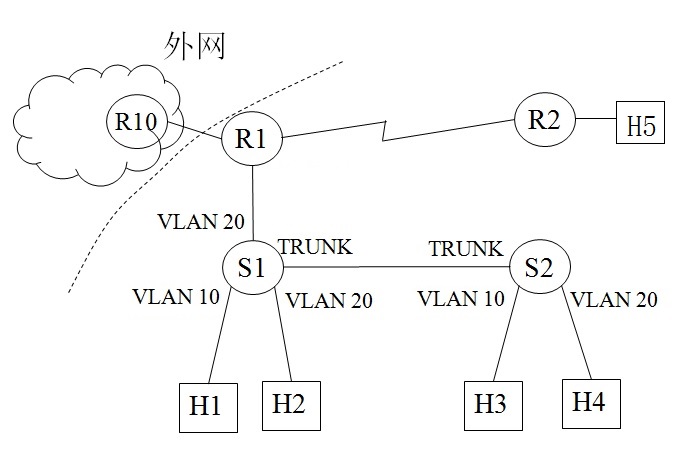 外网
R10
R1
R2
H5
VLAN 20
TRUNK
TRUNK
S1
S2
VLAN 10
VLAN 20
VLAN 10
VLAN 20
H1
H2
H3
H4